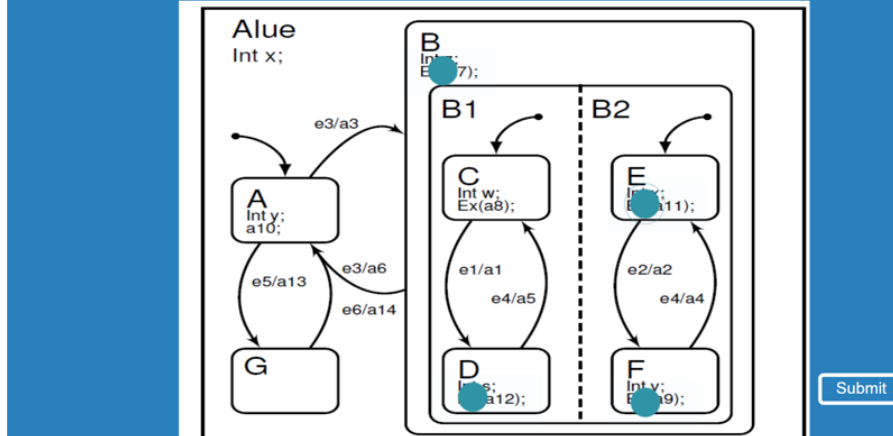 Alue
Int x;
B
7);
B1
B2
e3/a3
C
Int w;
Ex(a8);
E
a11);
A
Int y;
a10;
e5/a13
e3/a6
e6/a14
e1/a1
e4/a5
e2/a2
e4/a4
G
D
a12);
F
a9);
Submit